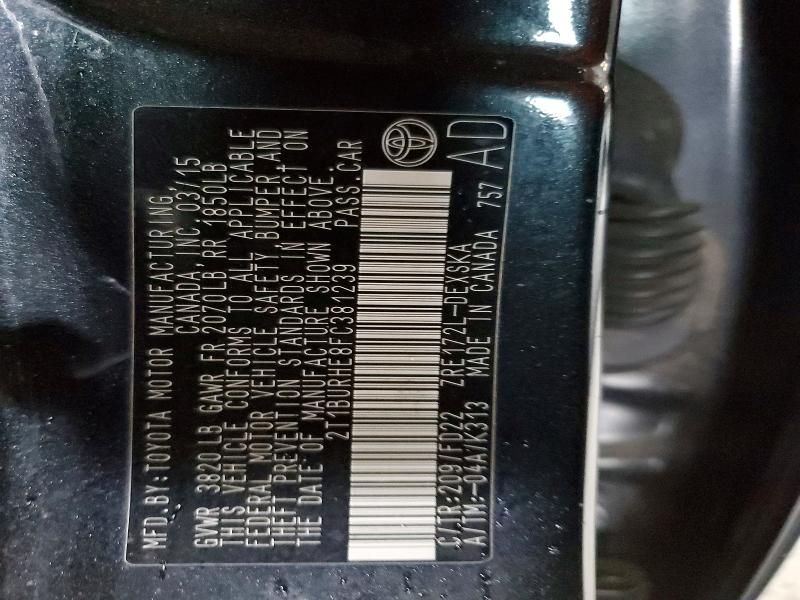 MFD.BY:TOYOTA MOTOR MANUFACTURING,
CANADA INC. 03/15
GVWR 3820 LB GAWR FR 2070LB RR 1850LB
THIS VEHICLE CONFORMS TO ALL APPLICABLE
FEDERAL MOTOR VEHICLE SAFETY, BUMPER AND
THEFT PREVENTION STANDARDS IN EFFECT ON
THE DATE OF MANUFACTURE SHOWN ABOVE.
2T1BURHE8FC381239 PASS.CAR
C/TR:209/FD22 ZRE172L-DEXSKA
A/TM:-04A/K313 MADE IN CANADA 757 AD